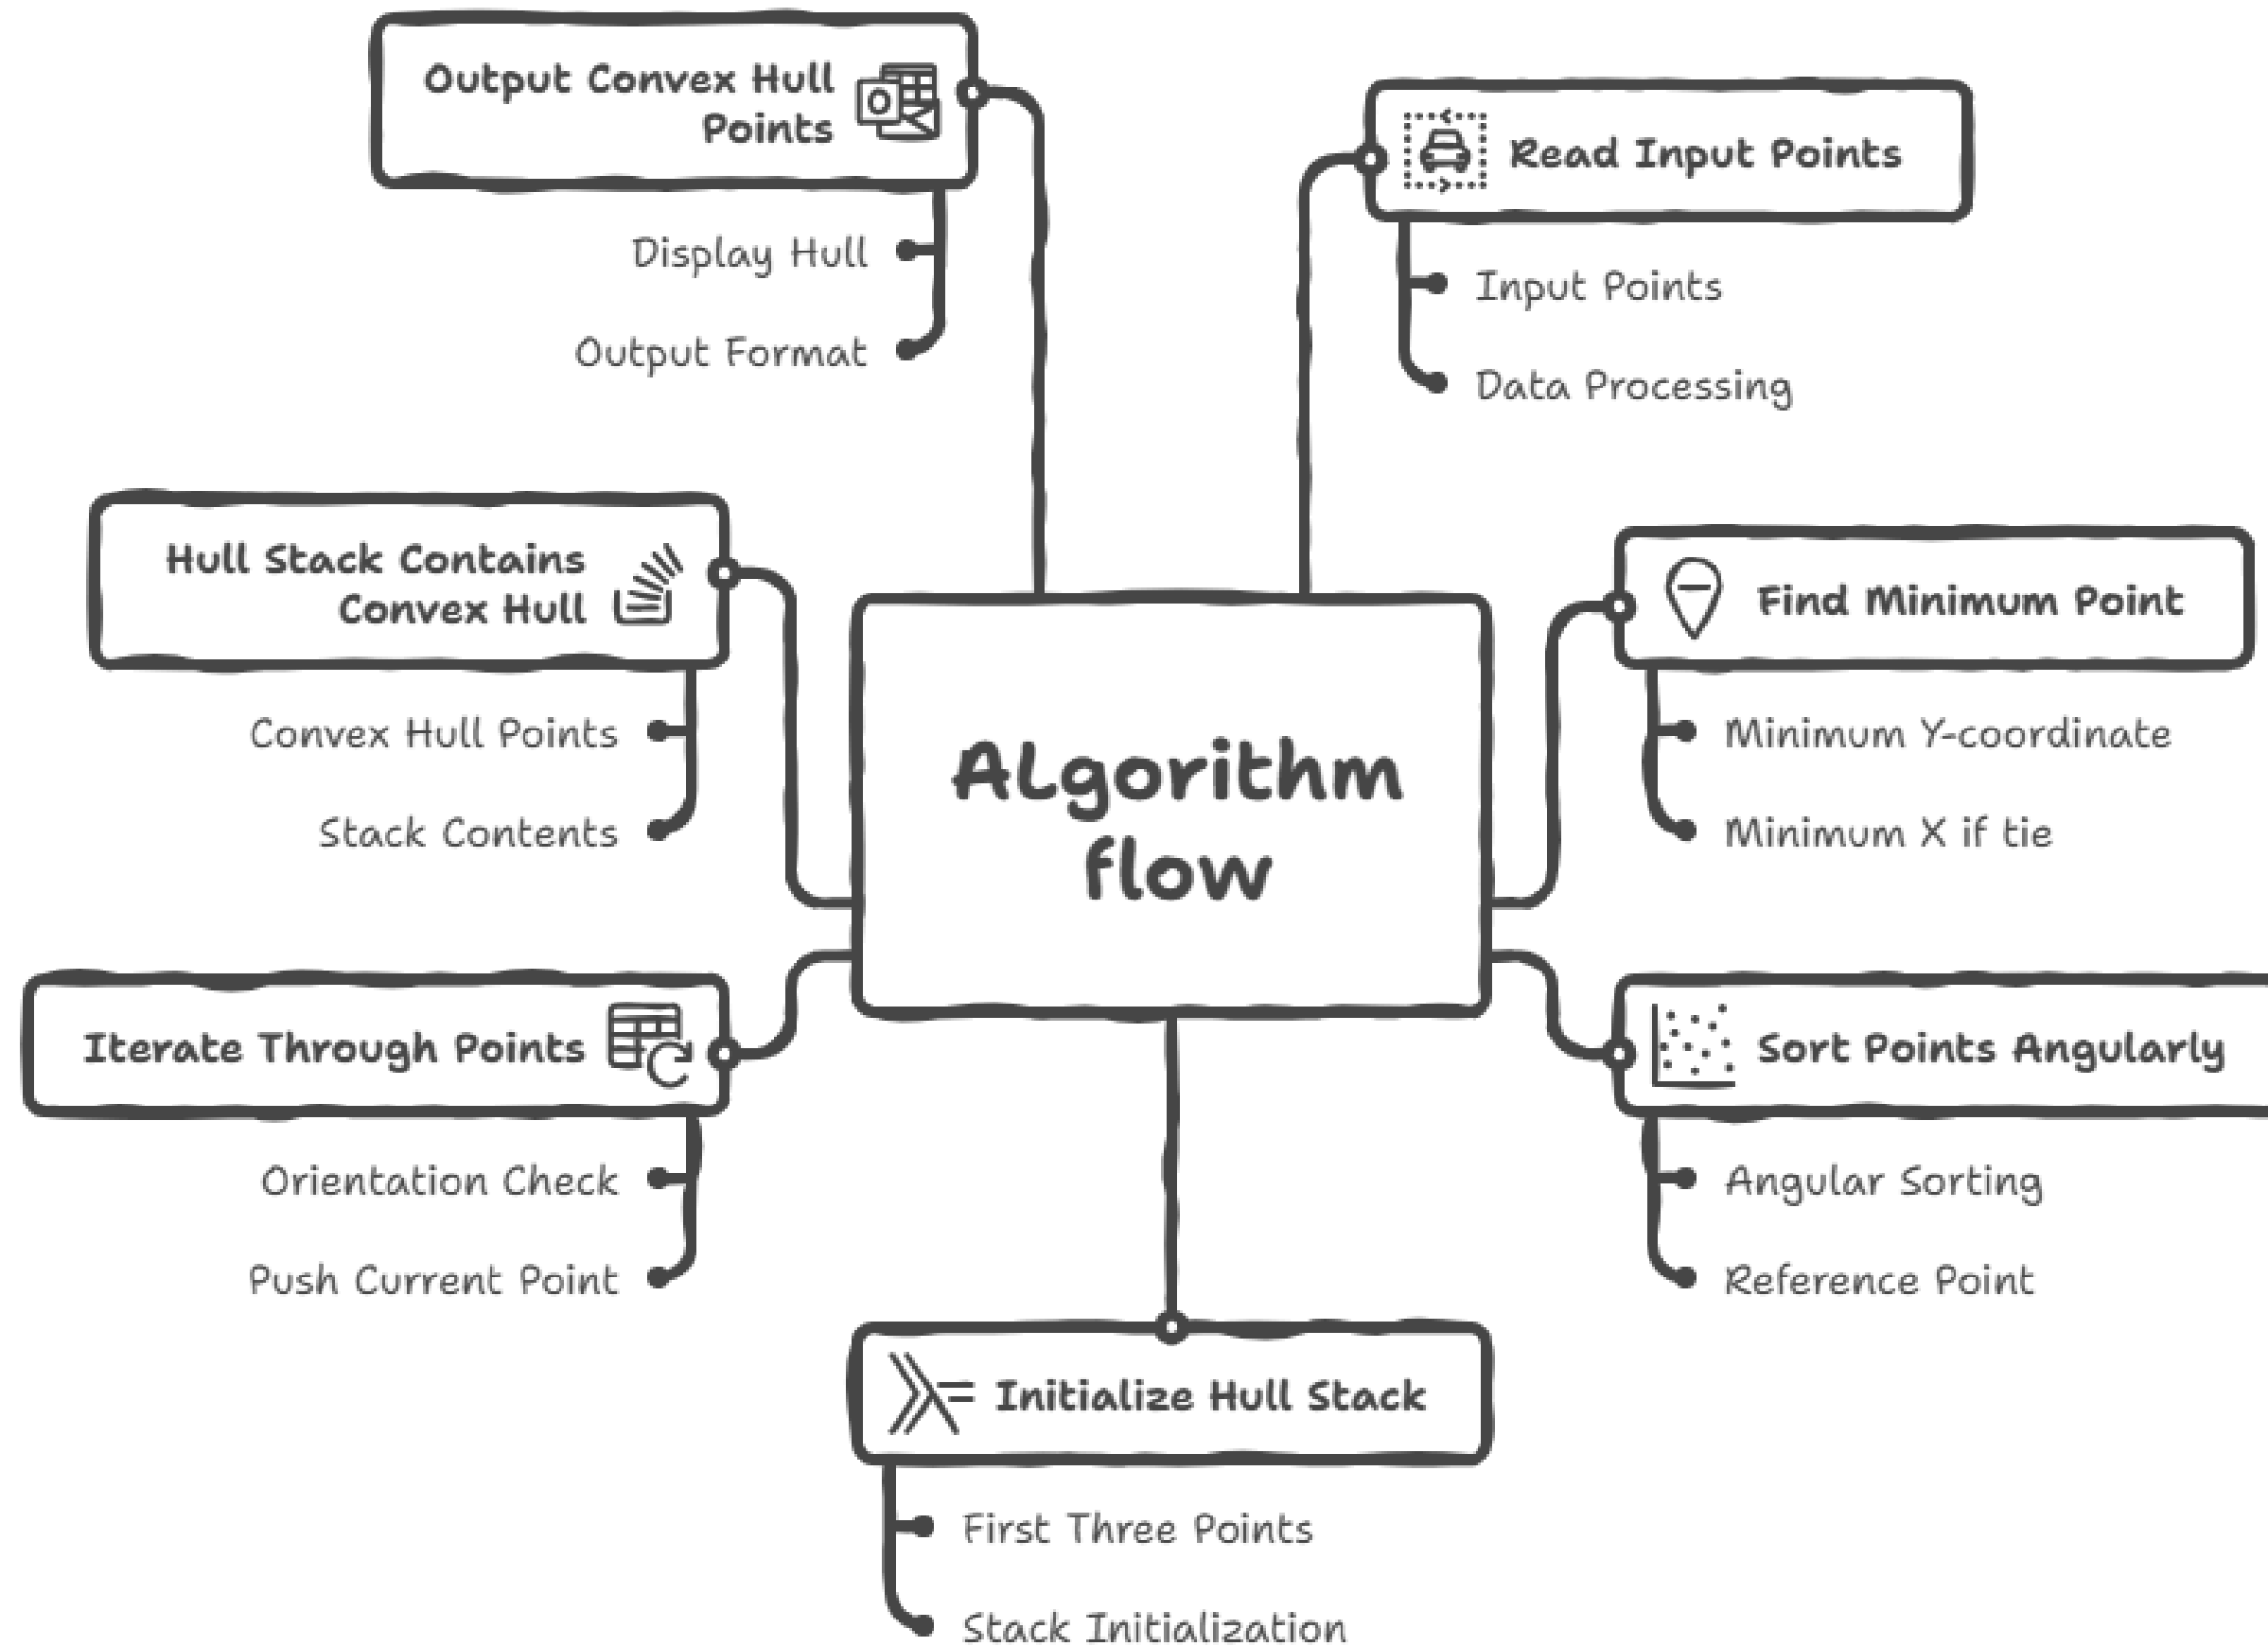 Output Convex Hull
Points
Display Hull
Output Format
Read Input Points
Input Points
Data Processing
Hull Stack Contains
Convex Hull
Convex Hull Points
Stack Contents
ALgorithm
flow
Find Minimum Point
Minimum Y-coordinate
Minimum X if tie
Iterate Through Points
Orientation Check
Push Current Point
Sort Points Angularly
Angular Sorting
Reference Point
Initialize Hull Stack
First Three Points
Stack Initialization